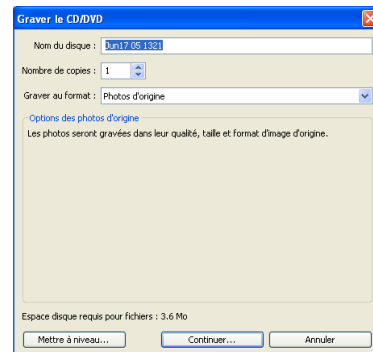 Graver le CD/DVD
Nom du disque : Jun17 05 1321
Nombre de copies : 1
Graver au format : Photos d'origine
Options des photos d'origine
Les photos seront gravées dans leur qualité, taille et format d'image d'origine.
Espace disque requis pour fichiers : 3.6 Mo
Mettre à niveau... Continuer... Annuler